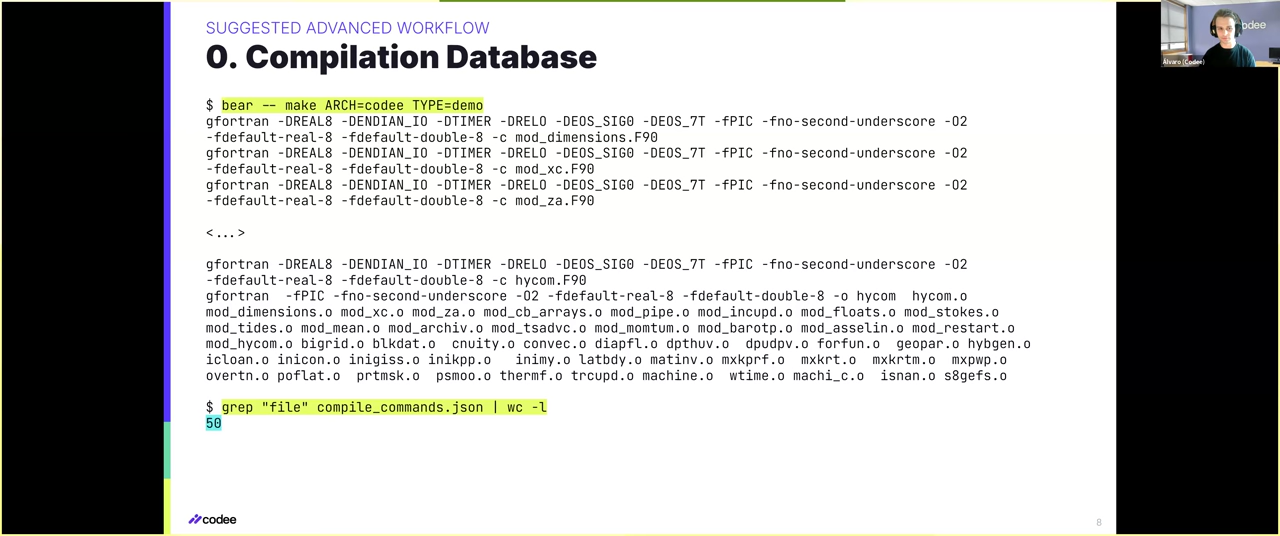 SUGGESTED ADVANCED WORKFLOW
0. Compilation Database
$ bear -- make ARCH=codee TYPE=demo
gfortran -DREAL8 -DENDIAN_IO -DTIMER -DRELO -DEOS_SIG0 -DEOS_7T -fPIC -fno-second-underscore -O2
-fdefault-real-8 -fdefault-double-8 -c mod_dimensions.F90
gfortran -DREAL8 -DENDIAN_IO -DTIMER -DRELO -DEOS_SIG0 -DEOS_7T -fPIC -fno-second-underscore -O2
-fdefault-real-8 -fdefault-double-8 -c mod_xc.F90
gfortran -DREAL8 -DENDIAN_IO -DTIMER -DRELO -DEOS_SIG0 -DEOS_7T -fPIC -fno-second-underscore -O2
-fdefault-real-8 -fdefault-double-8 -c mod_za.F90
<...>
gfortran -DREAL8 -DENDIAN_IO -DTIMER -DRELO -DEOS_SIG0 -DEOS_7T -fPIC -fno-second-underscore -O2
-fdefault-real-8 -fdefault-double-8 -c hycom.F90
gfortran  -fPIC -fno-second-underscore -O2 -fdefault-real-8 -fdefault-double-8 -o hycom  hycom.o
mod_dimensions.o mod_xc.o mod_za.o mod_cb_arrays.o mod_pipe.o mod_incupd.o mod_floats.o mod_stokes.o
mod_tides.o mod_mean.o mod_archiv.o mod_tsadvc.o mod_momtum.o mod_barotp.o mod_asselin.o mod_restart.o
mod_hycom.o bigrid.o blkdat.o  cnuity.o convec.o diapfl.o dpthuv.o  dpudpv.o forfun.o  geopar.o hybgen.o
icloan.o inicon.o inigiss.o inikpp.o   inimy.o latbdy.o matinv.o mxkprf.o  mxkrt.o  mxkrtm.o  mxpwp.o
overtn.o poflat.o  prtmsk.o  psmoo.o thermf.o trcupd.o machine.o  wtime.o machi_c.o  isnan.o s8gefs.o
$ grep "file" compile_commands.json | wc -l
50
codee
8
codee
Álvaro (Codee)